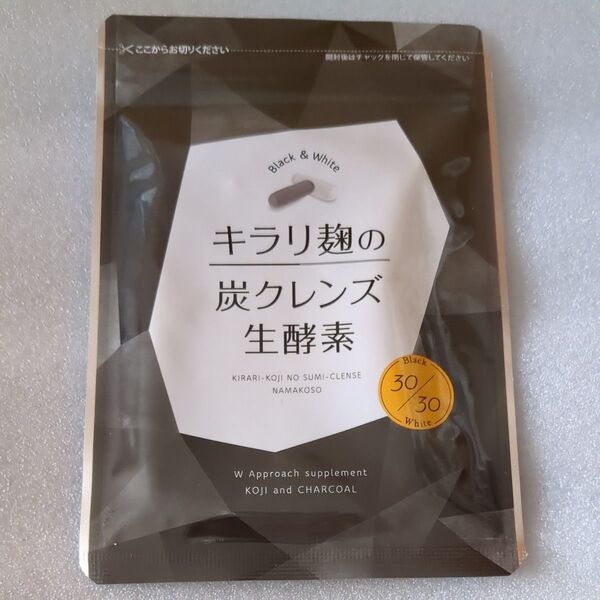 ここからお切りください
開封後はチャックを閉じて保管してください
Black & White
キラリ麹の
炭クレンズ
生酵素
KIRARI-KOJI NO SUMI-CLENSE
NAMAKOSO
Black
30/30
White
W Approach supplement
KOJI and CHARCOAL